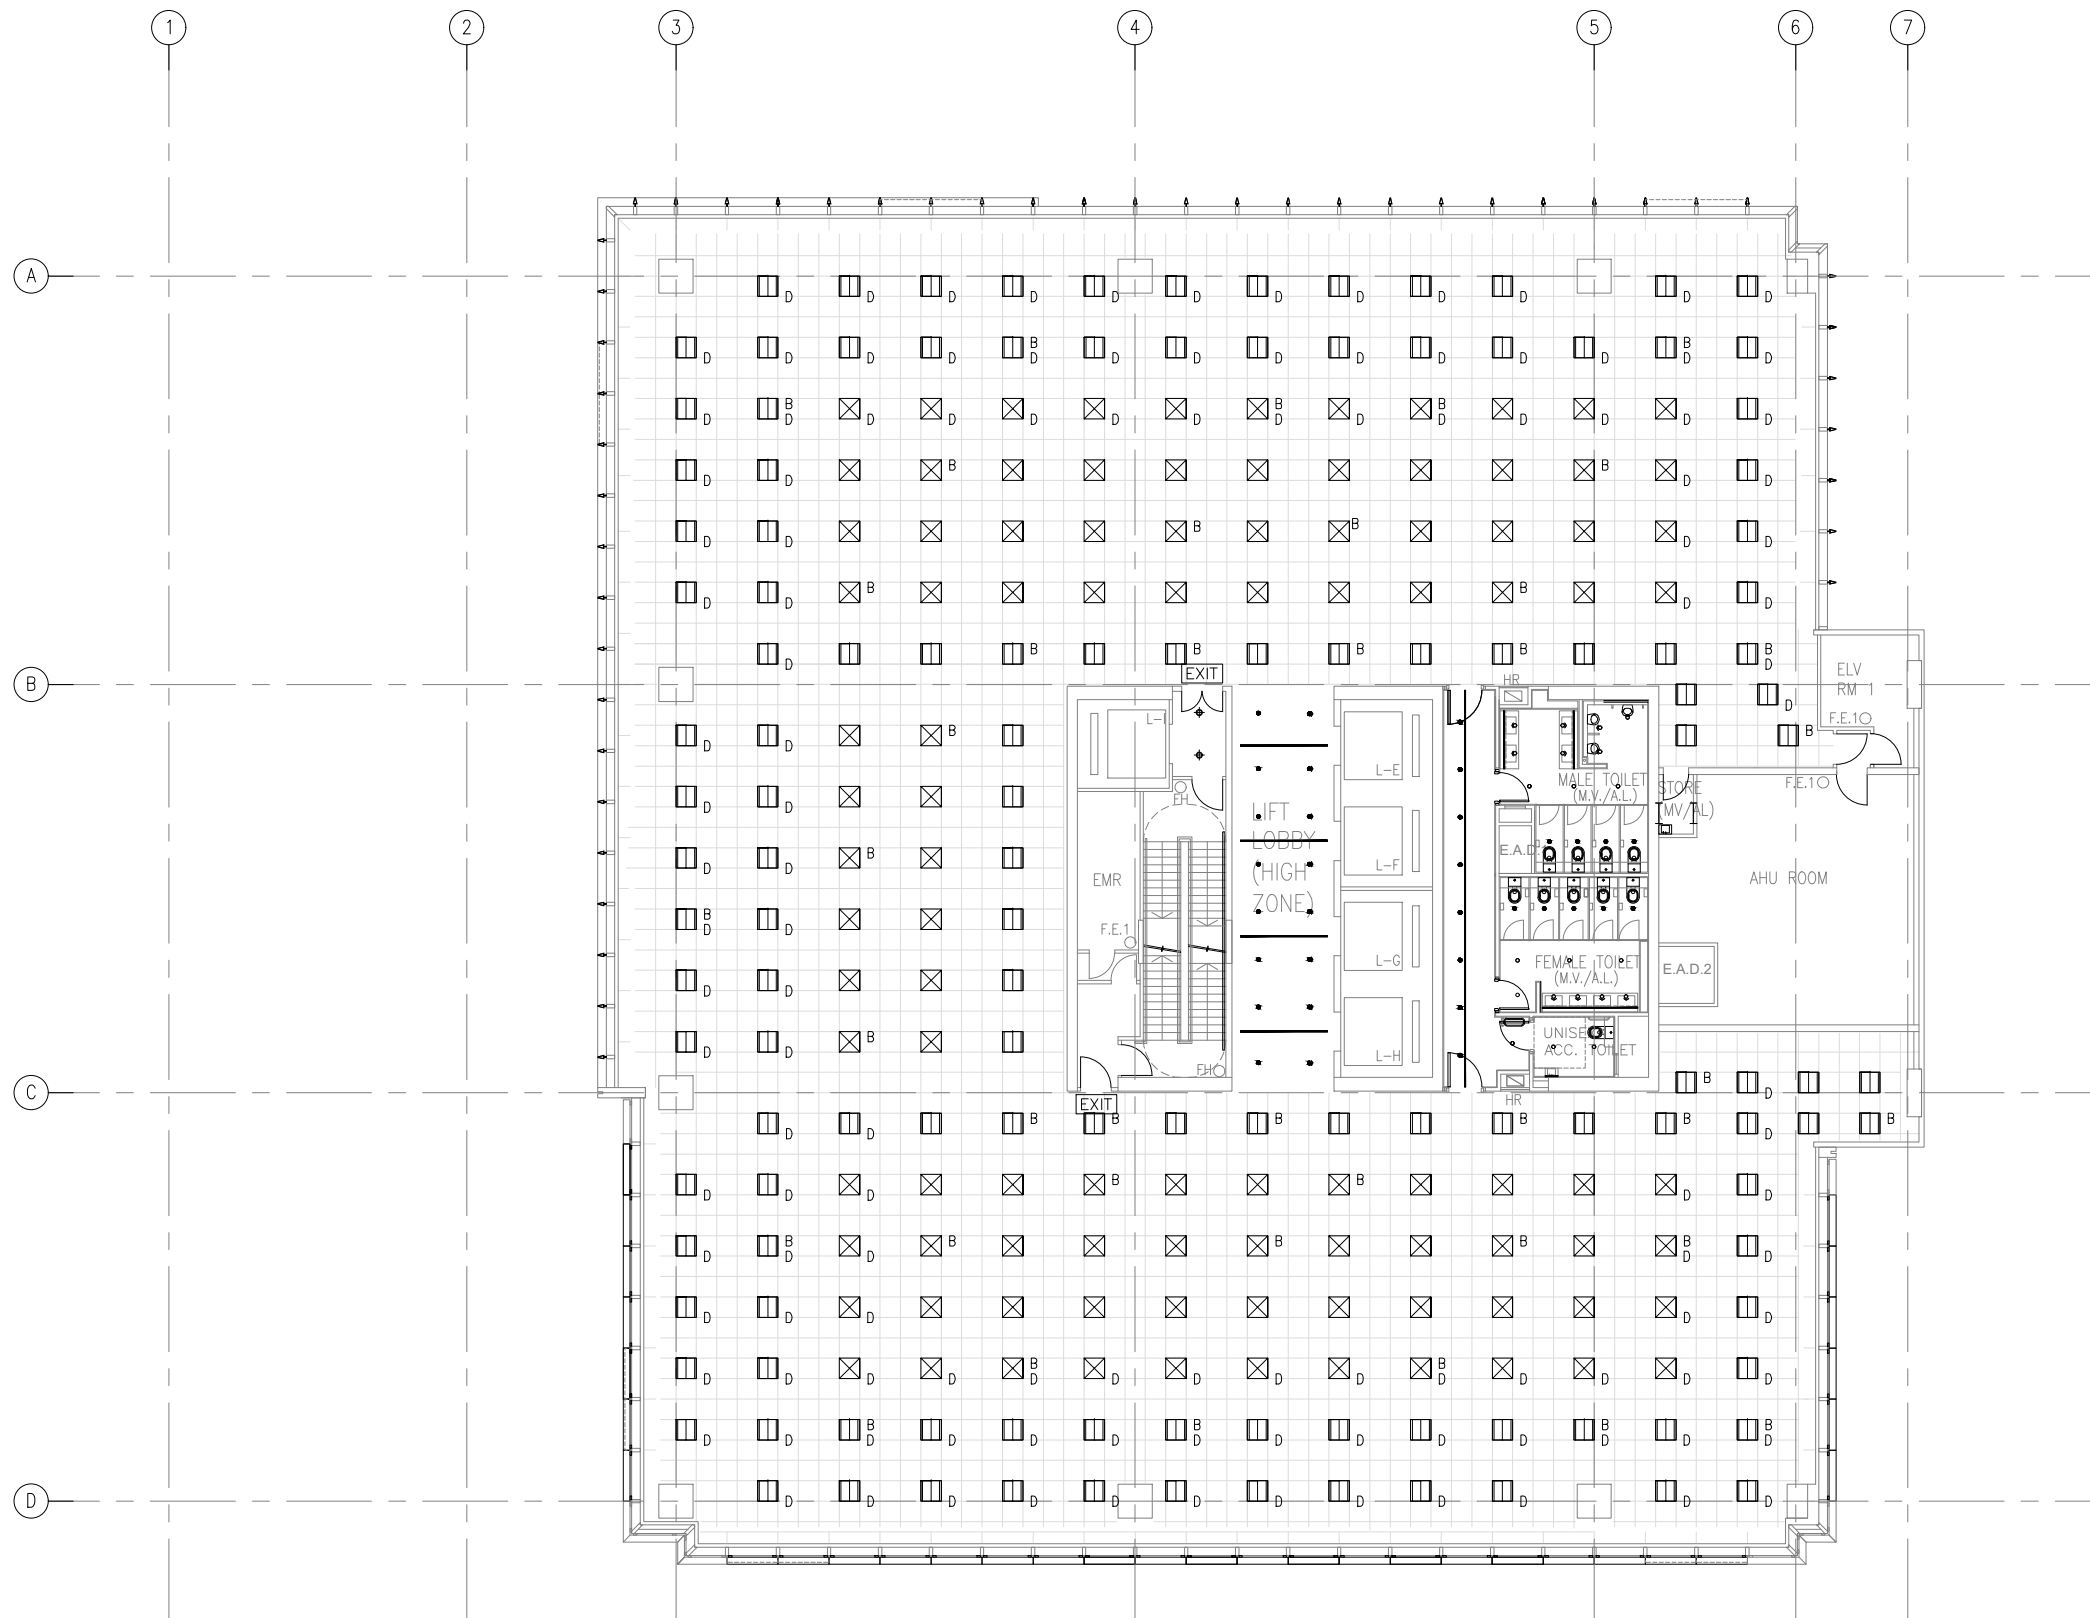 1 2 3 4 5 6 7
A
D D D D D D D D D D D D
B B
D D D D D D D D D D D D D D
B B B
D D D D D D D D D D D D D D
B B
D D D D
B B
D D D D
B B
D D D D
B B B B B
D D
EXIT
ELV
RM 1
B
HR
D
L-I
F.E.1
B B
D D
L-E
MALE TOILET
(M.V./A.L.)
STORE
(MV/AL)
F.E.1
FH
D D
LIFT
LOBBY
(HIGH
ZONE)
B
D D
L-F
E.A.D.
EMR
AHU ROOM
B
D D
F.E.1
L-G
FEMALE TOILET
(M.V./A.L.)
E.A.D.2
D D
B
D D
UNISEX
ACC. TOILET
L-H
FH
B
D
C
HR
EXIT
B B B B B B
D D D
B B
D D D D D
B B B B B
D D D D D
D D D D D
B B
D D D D D D D D D D D D D D
B B B B
D D D D D D D D D D D D D D
D
D D D D D D D D D D D D